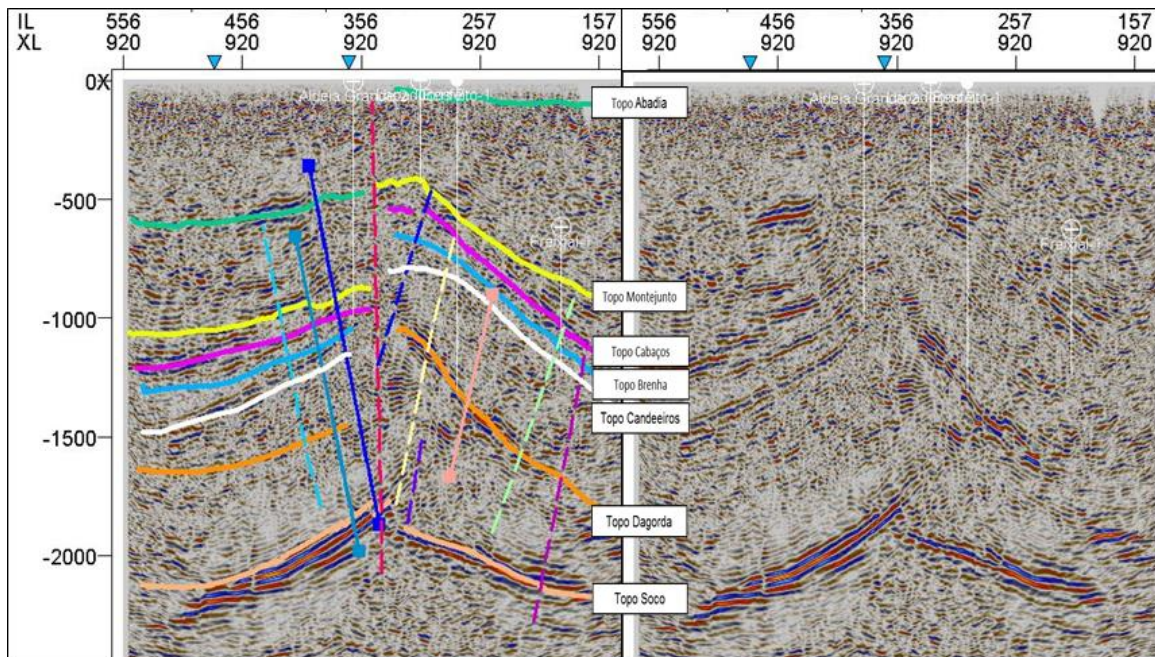 IL 556 456 356 257 157 556 456 356 257 157
XL 920 920 920 920 920 920 920 920 920 920
0
Topo Abadia
-500
Topo Montejunto
-1000
Topo Cabaços
Topo Brenha
Topo Candeeiros
-1500
Topo Dagorda
-2000
Topo Soco